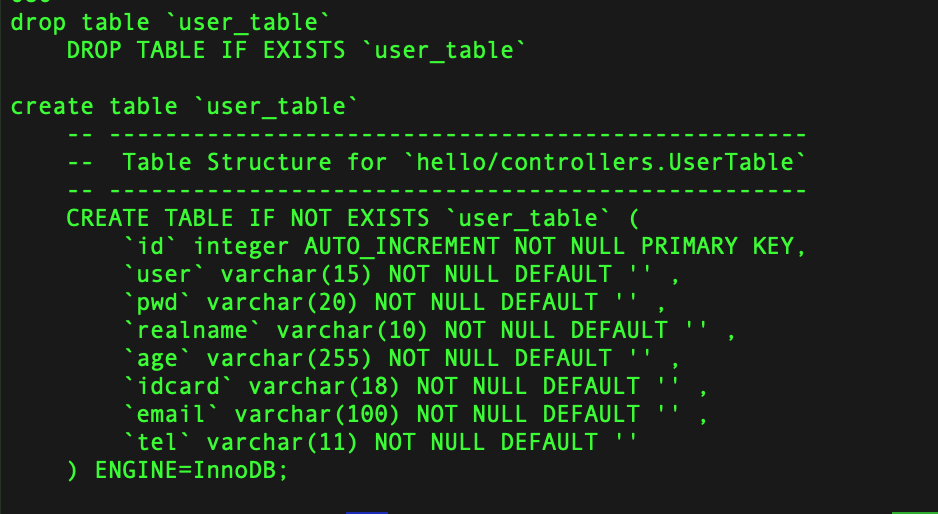 drop table `user_table`
    DROP TABLE IF EXISTS `user_table`

create table `user_table`
    -- --------------------------------------------------
    --  Table Structure for `hello/controllers.UserTable`
    -- --------------------------------------------------
    CREATE TABLE IF NOT EXISTS `user_table` (
        `id` integer AUTO_INCREMENT NOT NULL PRIMARY KEY,
        `user` varchar(15) NOT NULL DEFAULT '' ,
        `pwd` varchar(20) NOT NULL DEFAULT '' ,
        `realname` varchar(10) NOT NULL DEFAULT '' ,
        `age` varchar(255) NOT NULL DEFAULT '' ,
        `idcard` varchar(18) NOT NULL DEFAULT '' ,
        `email` varchar(100) NOT NULL DEFAULT '' ,
        `tel` varchar(11) NOT NULL DEFAULT ''
    ) ENGINE=InnoDB;